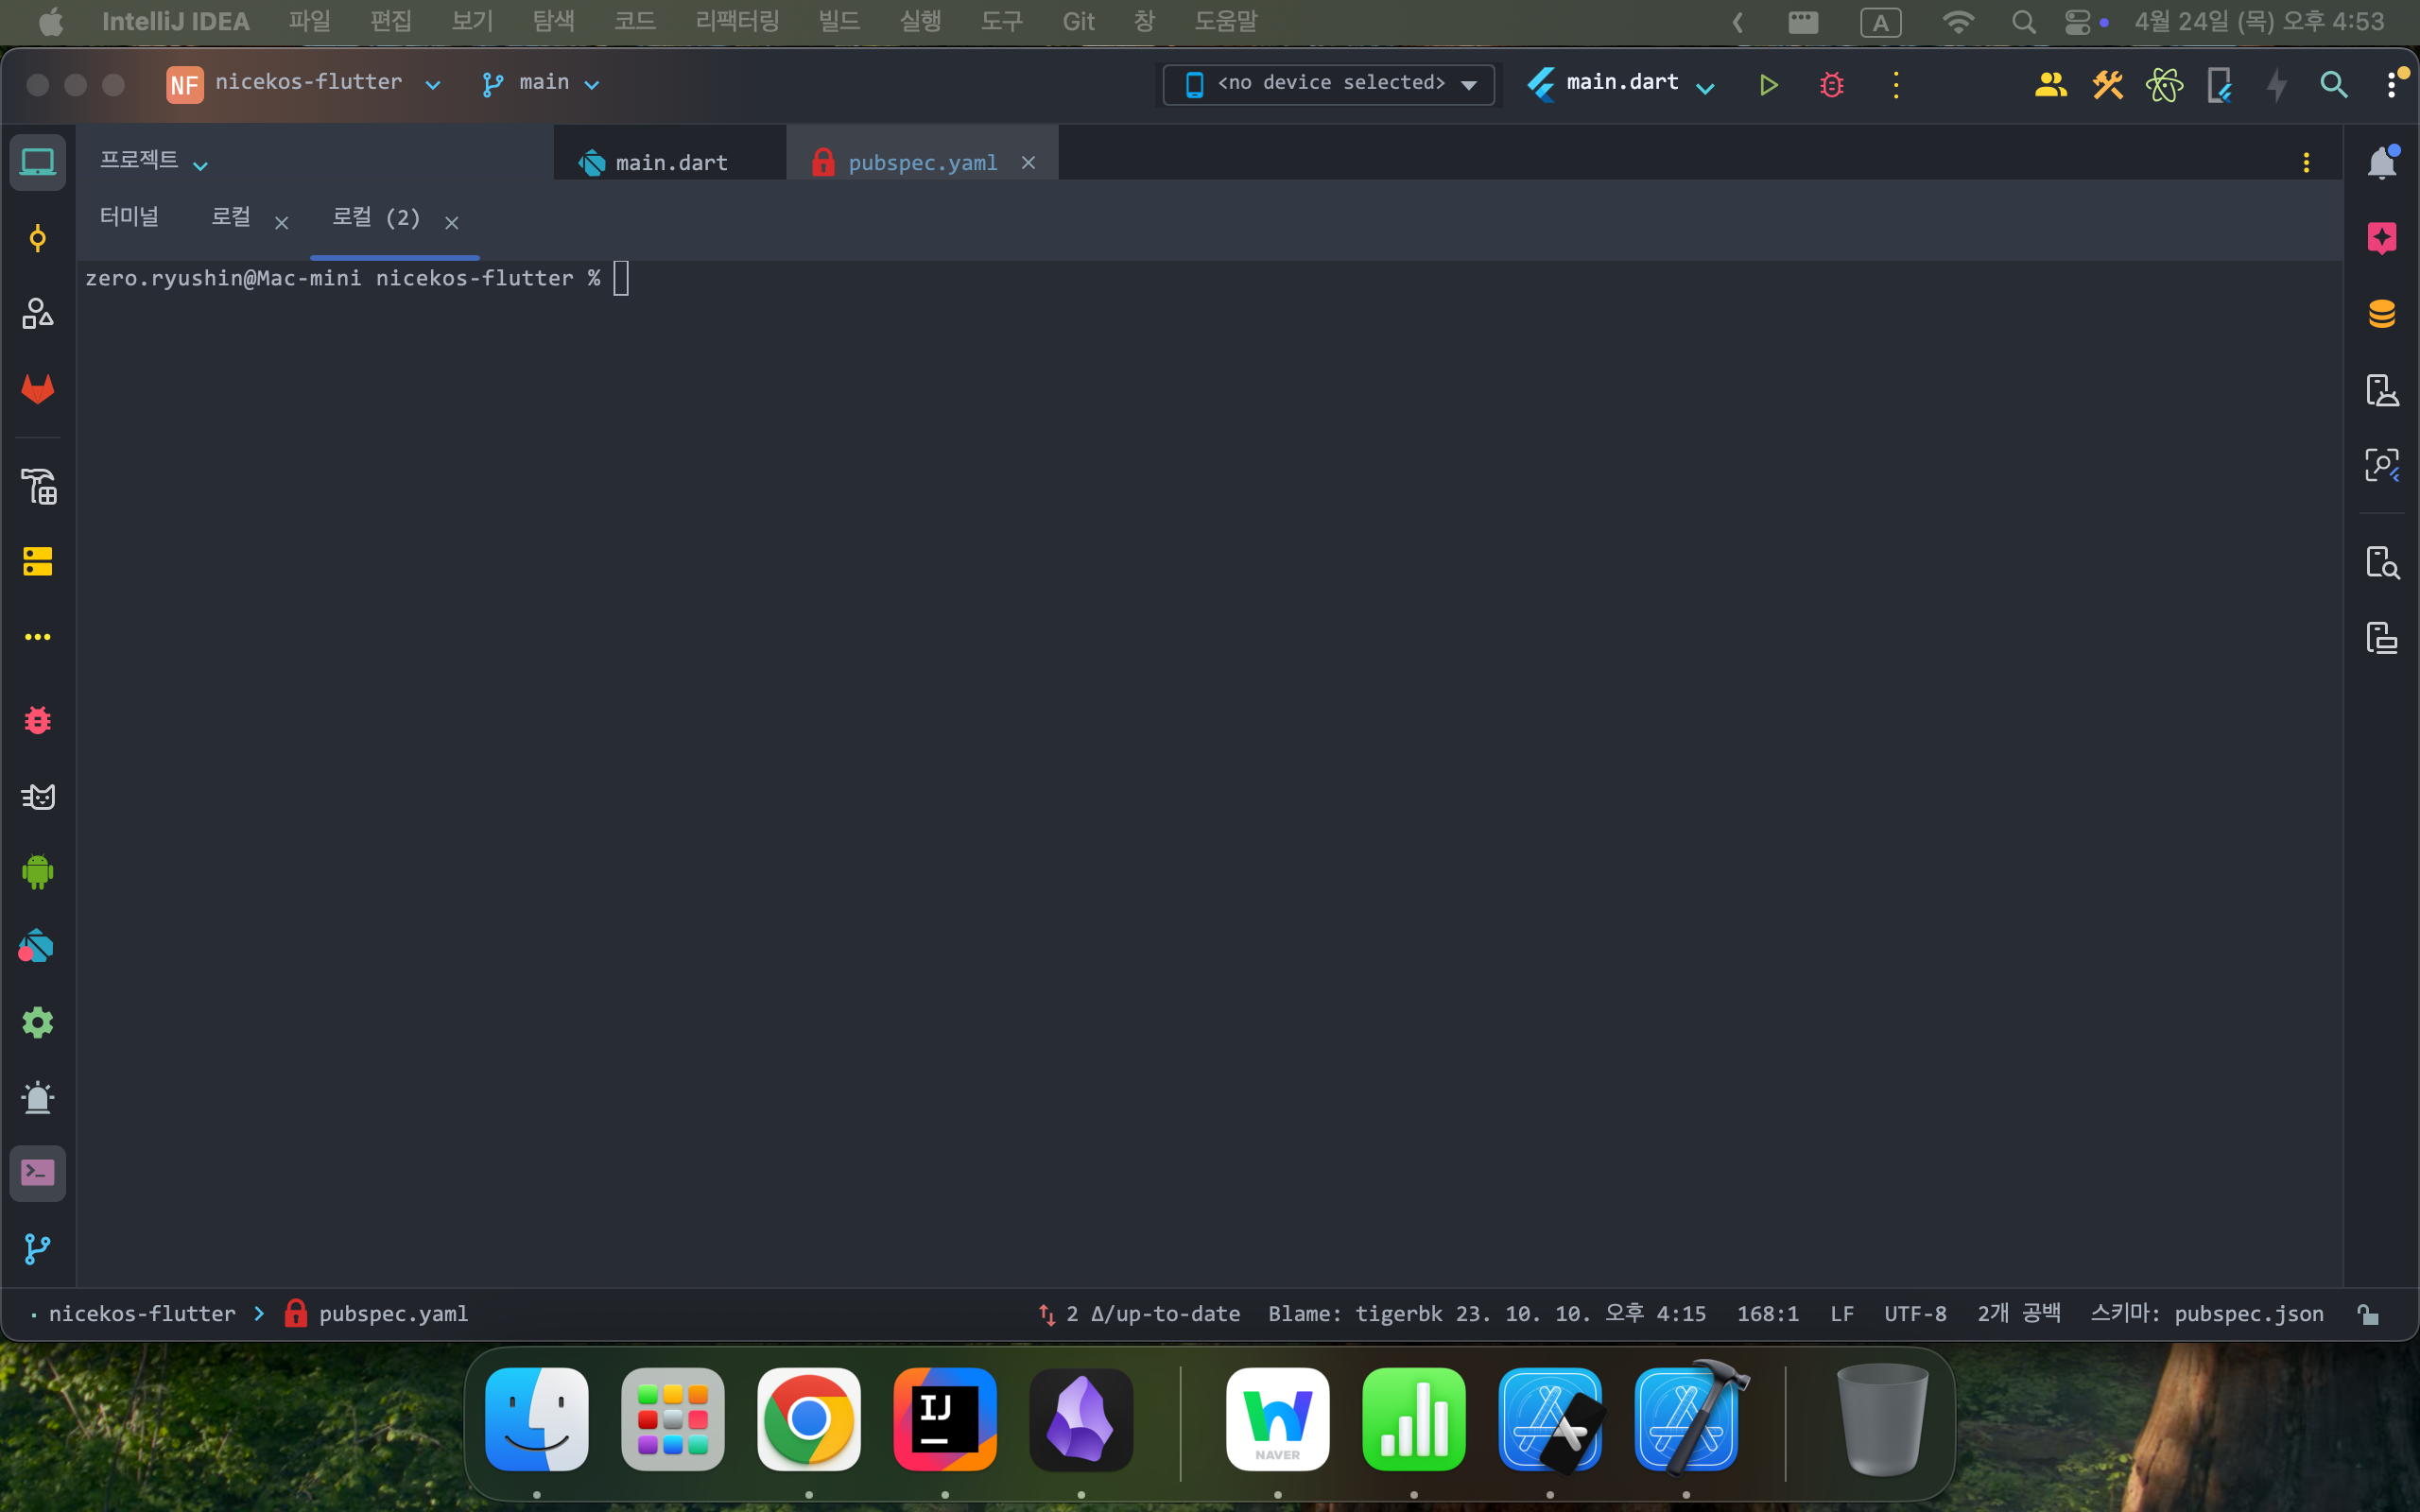 IntelliJ IDEA 파일 편집 보기 탐색 코드 리팩터링 빌드 실행 도구 Git 창 도움말 A 4월 24일 (목) 오후 4:53
NF nicekos-flutter main <no device selected> main.dart
프로젝트 main.dart pubspec.yaml
터미널 로컬 로컬 (2)
zero.ryushin@Mac-mini nicekos-flutter %
nicekos-flutter pubspec.yaml 2 Δ/up-to-date Blame: tigerbk 23. 10. 10. 오후 4:15 168:1 LF UTF-8 2개 공백 스키마: pubspec.json
IJ
NAVER